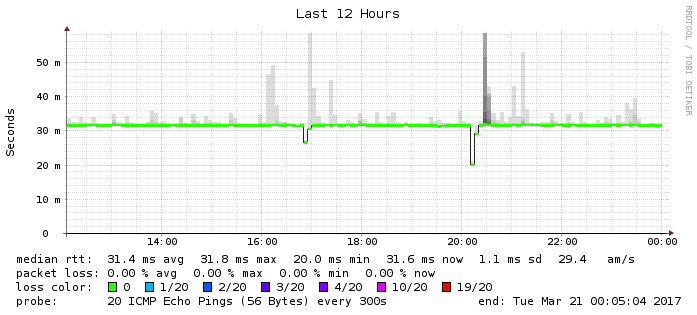 Last 12 Hours
RRDTOOL / TOBI OETIKER
Seconds
50 m
40 m
30 m
20 m
10 m
0
14:00 16:00 18:00 20:00 22:00 00:00
median rtt: 31.4 ms avg 31.8 ms max 20.0 ms min 31.6 ms now 1.1 ms sd 29.4 am/s
packet loss: 0.00 % avg 0.00 % max 0.00 % min 0.00 % now
loss color: 0 1/20 2/20 3/20 4/20 10/20 19/20
probe: 20 ICMP Echo Pings (56 Bytes) every 300s end: Tue Mar 21 00:05:04 2017